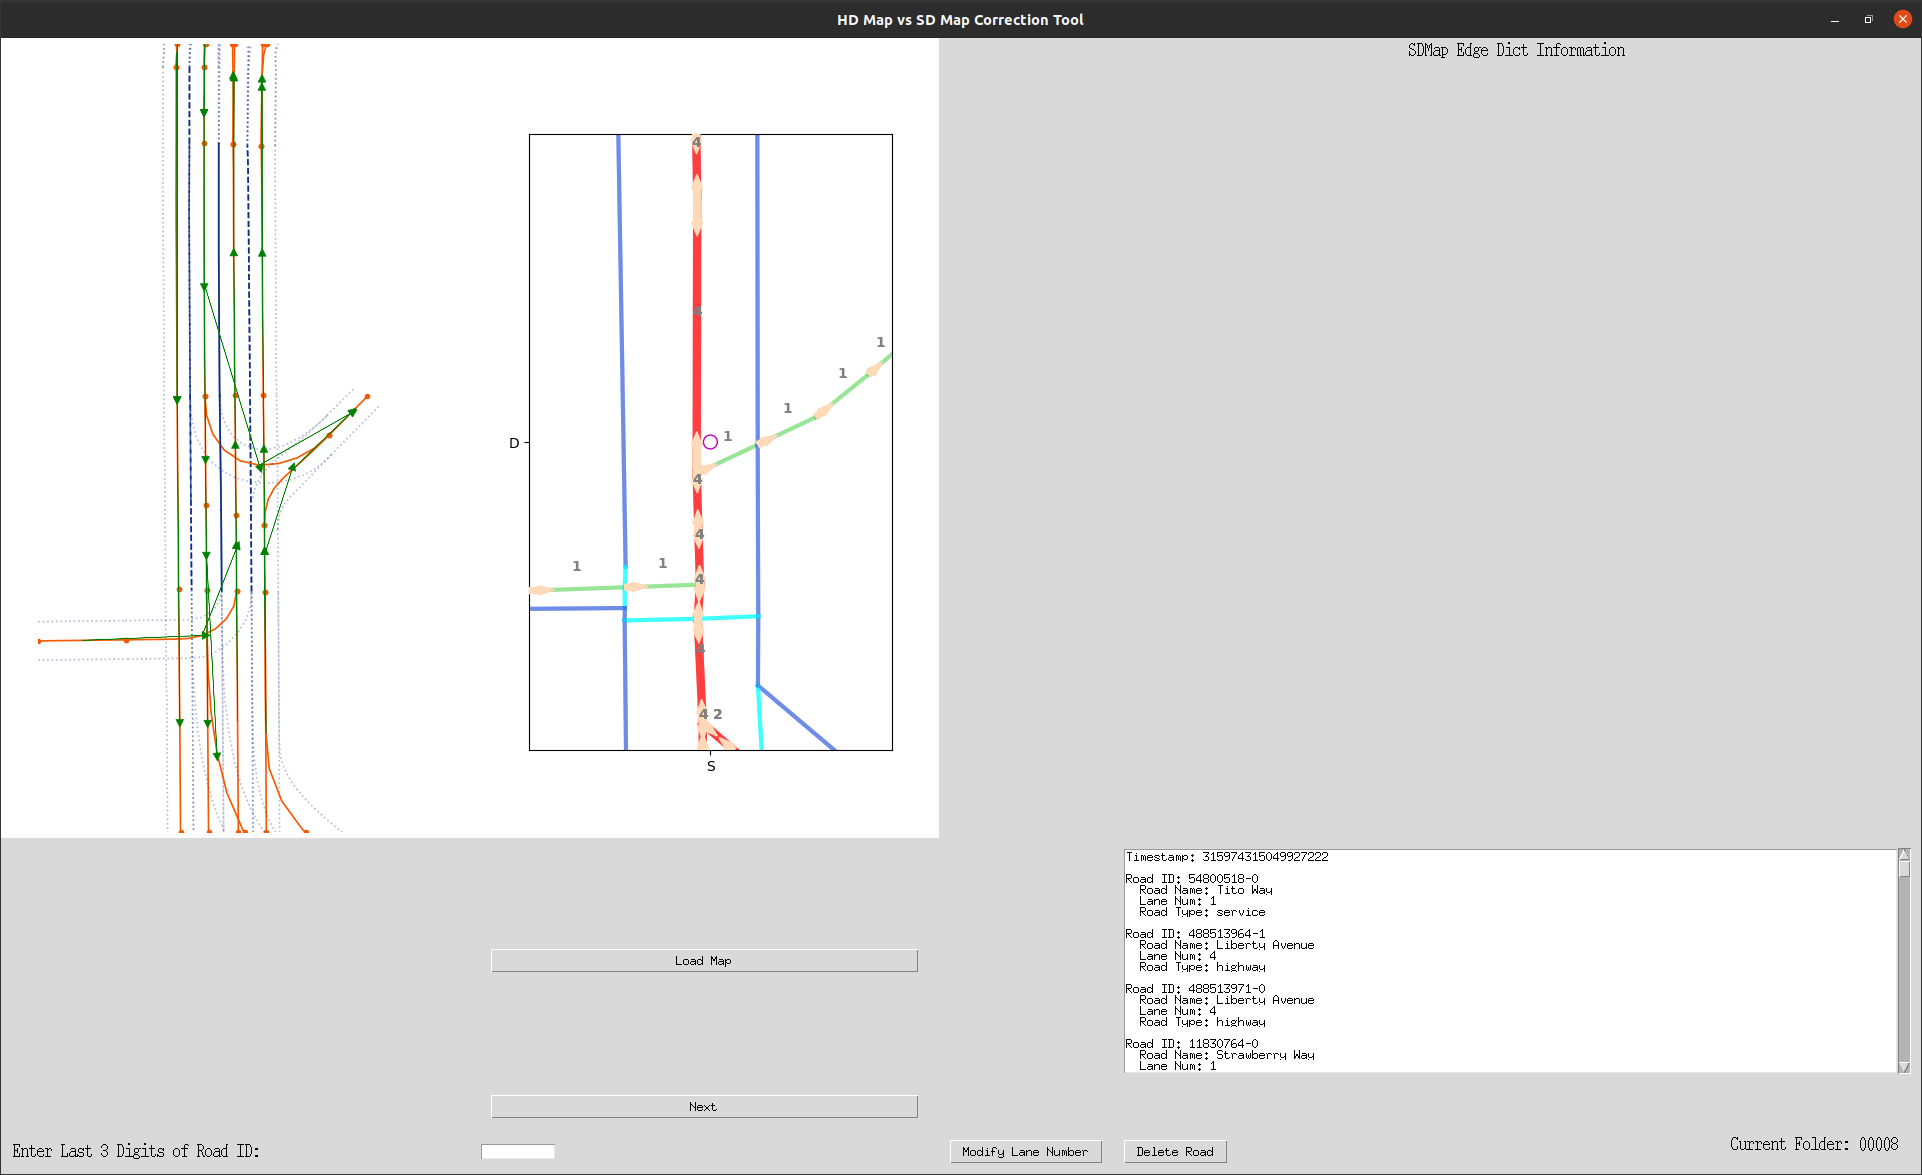 HD Map vs SD Map Correction Tool
SDMap Edge Dict Information
4
4
1
1
1
D
1
4
4
1
1
4
4
4 2
S
Timestamp: 315974315049927222
Road ID: 54800518-0
Road Name: Tito Way
Lane Num: 1
Road Type: service
Road ID: 488513964-1
Road Name: Liberty Avenue
Lane Num: 4
Road Type: highway
Road ID: 488513971-0
Road Name: Liberty Avenue
Lane Num: 4
Road Type: highway
Road ID: 11830764-0
Road Name: Strawberry Way
Lane Num: 1
Load Map
Next
Enter Last 3 Digits of Road ID:
Modify Lane Number
Delete Road
Current Folder: 00008